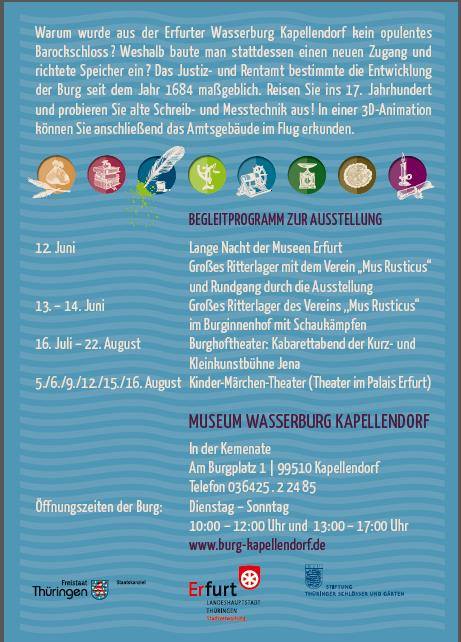 Warum wurde aus der Erfurter Wasserburg Kapellendorf kein opulentes
Barockschloss? Weshalb baute man stattdessen einen neuen Zugang und
richtete Speicher ein? Das Justiz- und Rentamt bestimmte die Entwicklung
der Burg seit dem Jahr 1684 maßgeblich. Reisen Sie ins 17. Jahrhundert
und probieren Sie alte Schreib- und Messtechnik aus! In einer 3D-Animation
können Sie anschließend das Amtsgebäude im Flug erkunden.
BEGLEITPROGRAMM ZUR AUSSTELLUNG
12. Juni Lange Nacht der Museen Erfurt
Großes Ritterlager mit dem Verein „Mus Rusticus“
und Rundgang durch die Ausstellung
13. – 14. Juni Großes Ritterlager des Vereins „Mus Rusticus“
im Burginnenhof mit Schaukämpfen
16. Juli – 22. August Burghoftheater: Kabarettabend der Kurz- und
Kleinkunstbühne Jena
5./6./9./12./15./16. August Kinder-Märchen-Theater (Theater im Palais Erfurt)
MUSEUM WASSERBURG KAPELLENDORF
In der Kemenate
Am Burgplatz 1 | 99510 Kapellendorf
Telefon 036425 . 2 24 85
Öffnungszeiten der Burg: Dienstag – Sonntag
10:00 – 12:00 Uhr und 13:00 – 17:00 Uhr
www.burg-kapellendorf.de
Freistaat
Thüringen
Staatskanzlei
Erfurt
LANDESHAUPTSTADT
THÜRINGEN
Stadtverwaltung
STIFTUNG
THÜRINGER SCHLÖSSER UND GÄRTEN